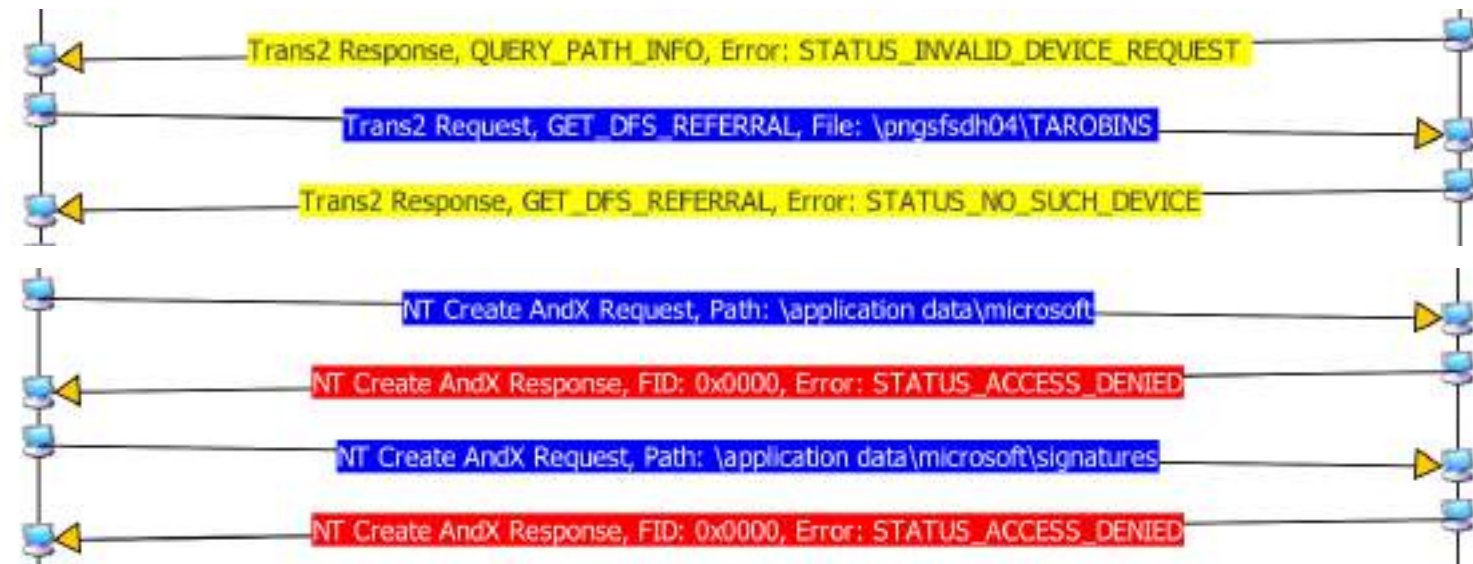 Trans2 Response, QUERY_PATH_INFO, Error: STATUS_INVALID_DEVICE_REQUEST
Trans2 Request, GET_DFS_REFERRAL, File: \pngsfsdh04\TAROBINS
Trans2 Response, GET_DFS_REFERRAL, Error: STATUS_NO_SUCH_DEVICE
NT Create AndX Request, Path: \application data\microsoft
NT Create AndX Response, FID: 0x0000, Error: STATUS_ACCESS_DENIED
NT Create AndX Request, Path: \application data\microsoft\signatures
NT Create AndX Response, FID: 0x0000, Error: STATUS_ACCESS_DENIED